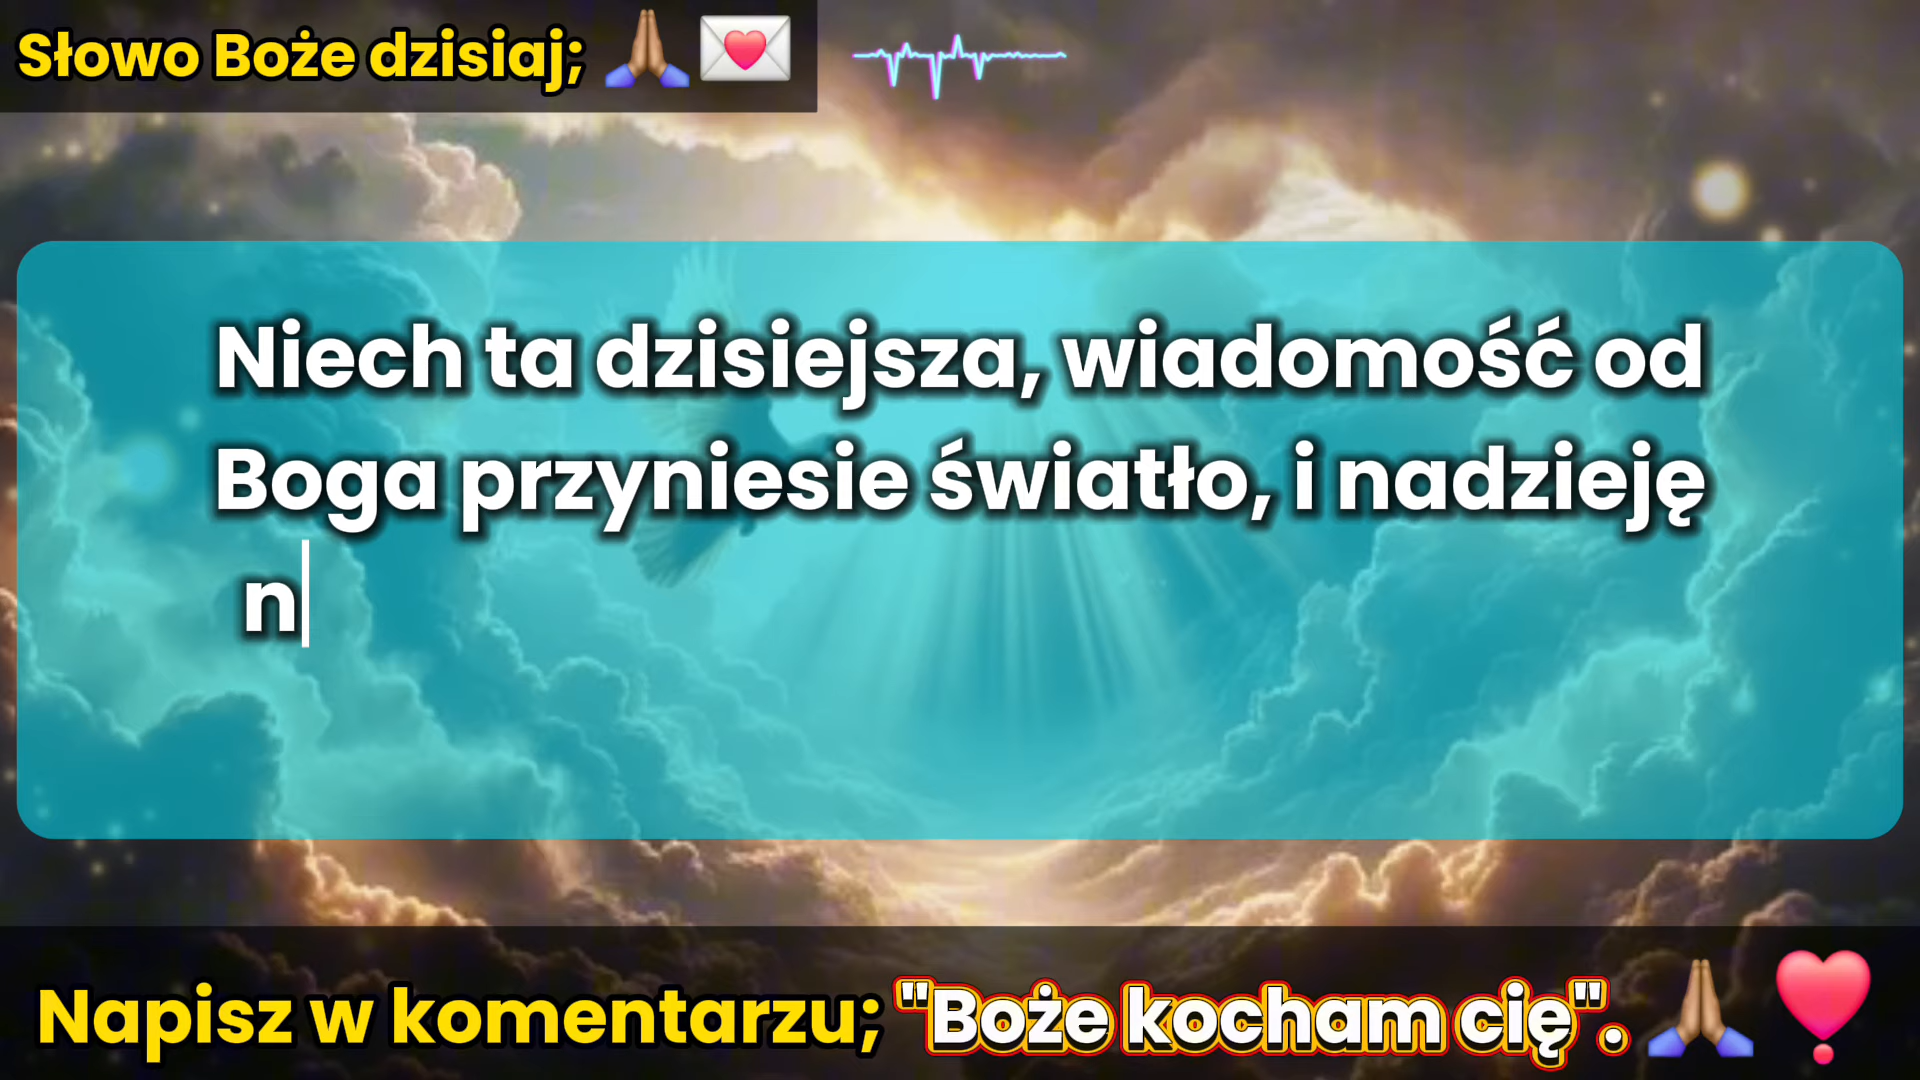 Słowo Boże dzisiaj; 🙏🏽 💌
Niech ta dzisiejsza, wiadomość od
Boga przyniesie światło, i nadzieję
n
Napisz w komentarzu; "Boże kocham cię". 🙏🏽 ❣️